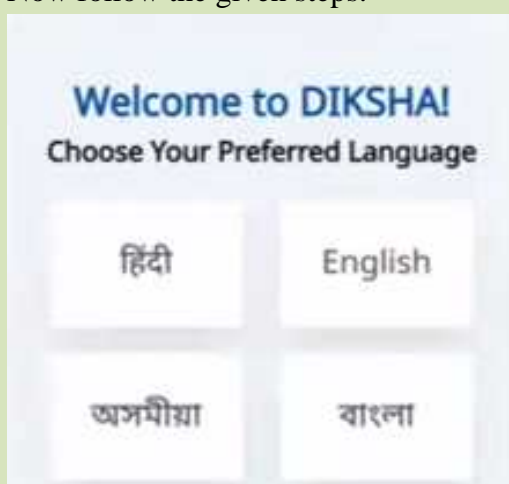 Now follow the given steps.
Welcome to DIKSHA!
Choose Your Preferred Language
हिंदी
English
অসমীয়া
বাংলা